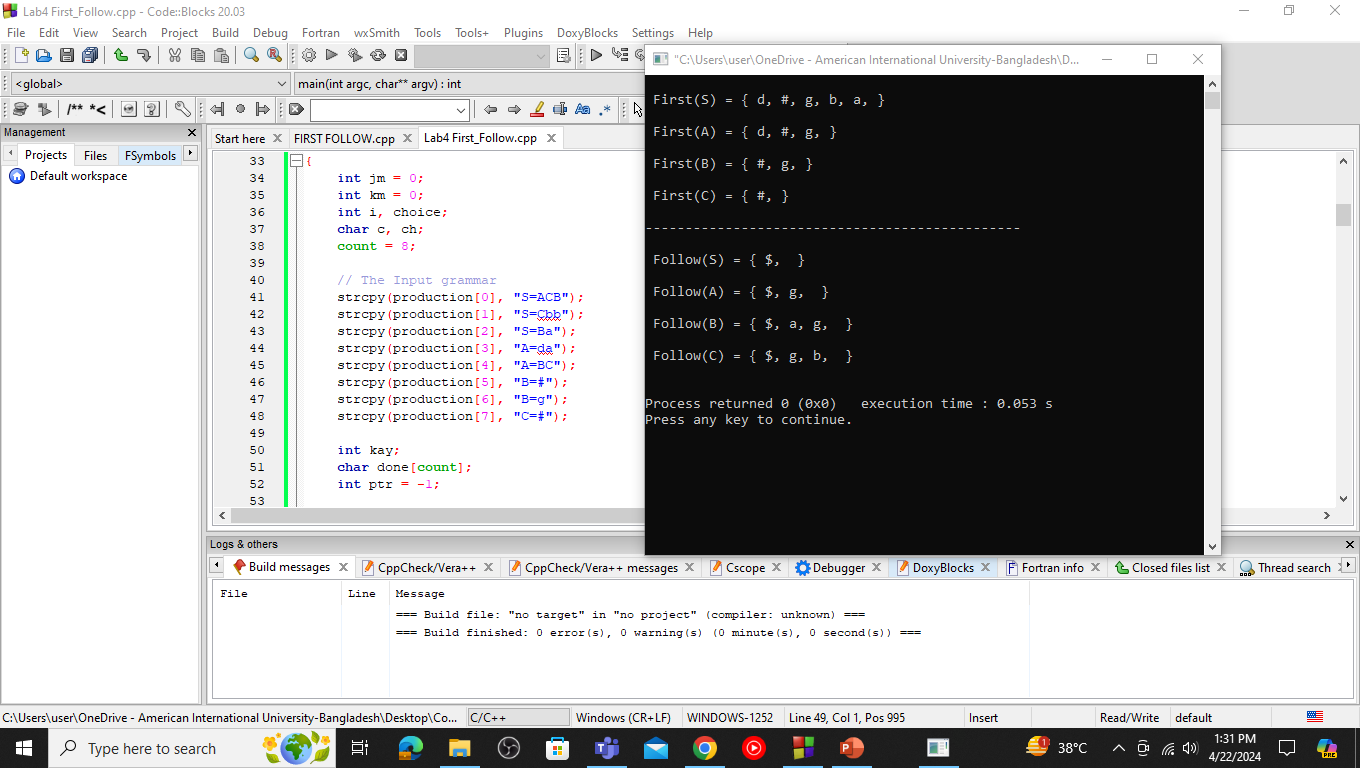 Lab4 First_Follow.cpp - Code::Blocks 20.03
File Edit View Search Project Build Debug Fortran wxSmith Tools Tools+ Plugins DoxyBlocks Settings Help
<global> main(int argc, char** argv) : int
/** *<
Aa .*
Management
Projects Files FSymbols
Default workspace
Start here FIRST FOLLOW.cpp Lab4 First_Follow.cpp
33 {
34 int jm = 0;
35 int km = 0;
36 int i, choice;
37 char c, ch;
38 count = 8;
39
40 // The Input grammar
41 strcpy(production[0], "S=ACB");
42 strcpy(production[1], "S=Cbb");
43 strcpy(production[2], "S=Ba");
44 strcpy(production[3], "A=da");
45 strcpy(production[4], "A=BC");
46 strcpy(production[5], "B=#");
47 strcpy(production[6], "B=g");
48 strcpy(production[7], "C=#");
49
50 int kay;
51 char done[count];
52 int ptr = -1;
53
"C:\Users\user\OneDrive - American International University-Bangladesh\D...
First(S) = { d, #, g, b, a, }
First(A) = { d, #, g, }
First(B) = { #, g, }
First(C) = { #, }
-----------------------------------------------
Follow(S) = { $,  }
Follow(A) = { $, g,  }
Follow(B) = { $, a, g,  }
Follow(C) = { $, g, b,  }
Process returned 0 (0x0)   execution time : 0.053 s
Press any key to continue.
Logs & others
Build messages CppCheck/Vera++ CppCheck/Vera++ messages Cscope Debugger DoxyBlocks Fortran info Closed files list Thread search
File Line Message
=== Build file: "no target" in "no project" (compiler: unknown) ===
=== Build finished: 0 error(s), 0 warning(s) (0 minute(s), 0 second(s)) ===
C:\Users\user\OneDrive - American International University-Bangladesh\Desktop\Co... C/C++ Windows (CR+LF) WINDOWS-1252 Line 49, Col 1, Pos 995 Insert Read/Write default
Type here to search
1 38°C
1:31 PM
4/22/2024
PRE